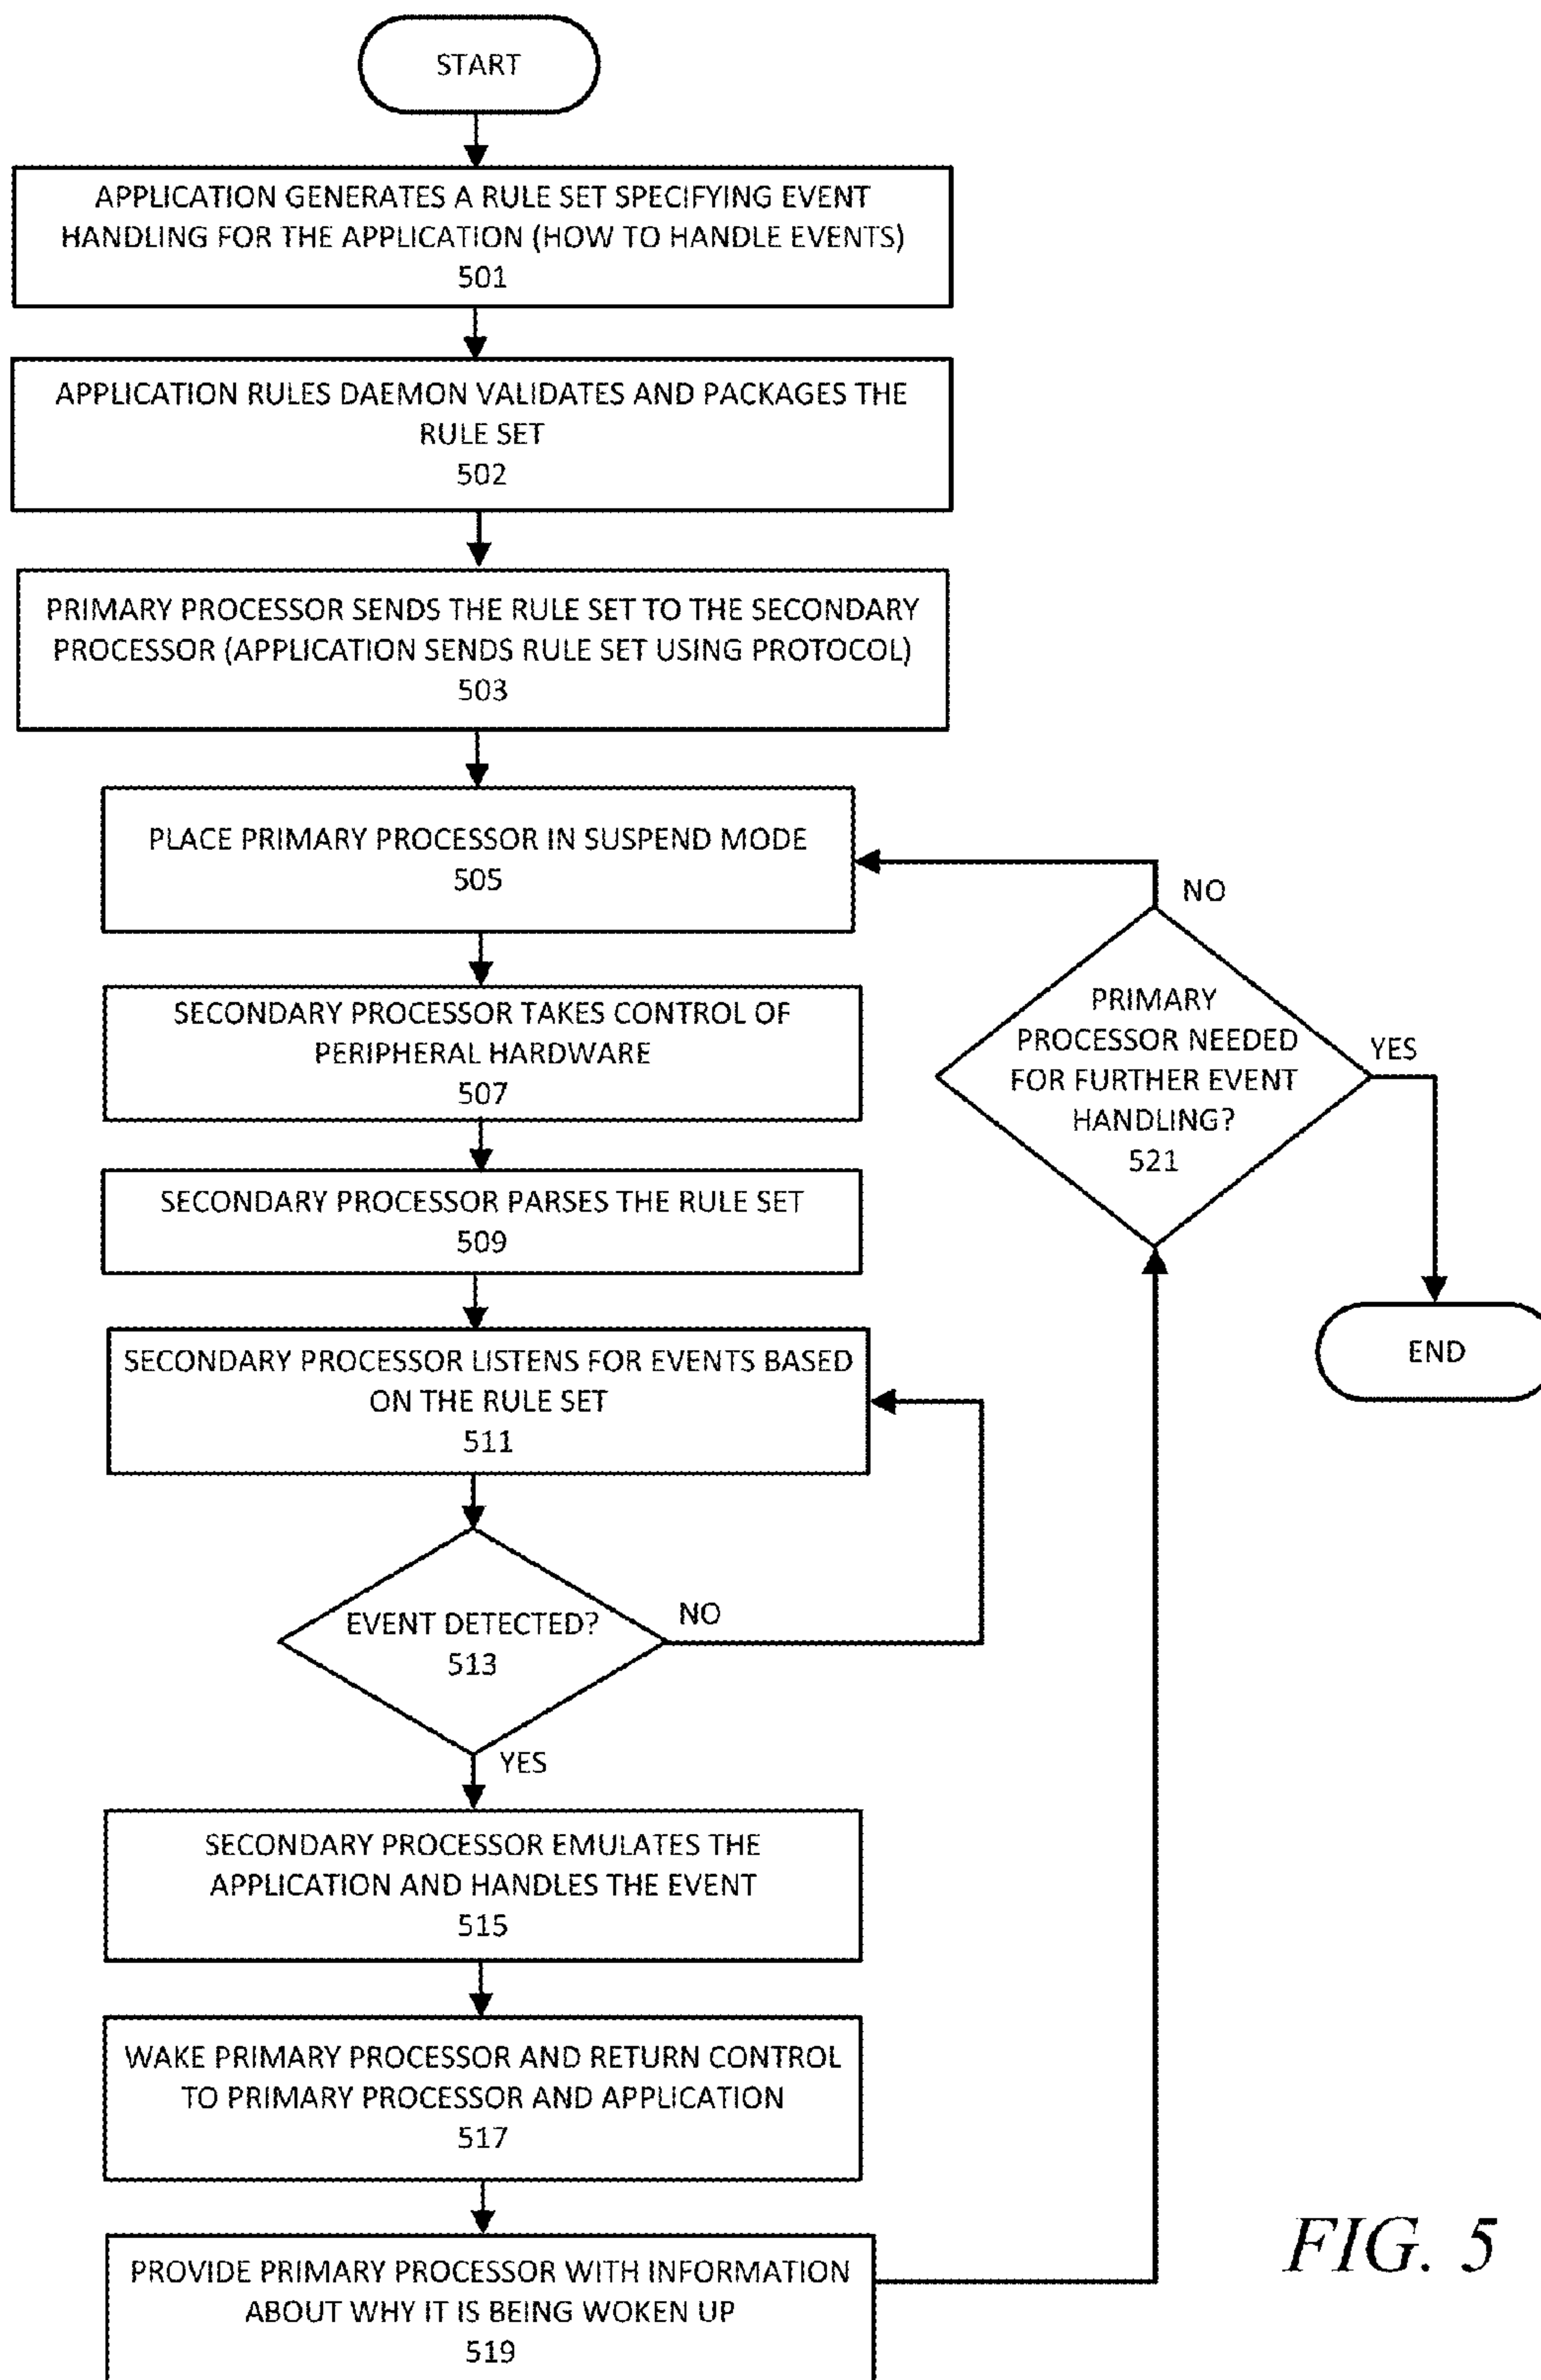 START
APPLICATION GENERATES A RULE SET SPECIFYING EVENT
HANDLING FOR THE APPLICATION (HOW TO HANDLE EVENTS)
501
APPLICATION RULES DAEMON VALIDATES AND PACKAGES THE
RULE SET
502
PRIMARY PROCESSOR SENDS THE RULE SET TO THE SECONDARY
PROCESSOR (APPLICATION SENDS RULE SET USING PROTOCOL)
503
PLACE PRIMARY PROCESSOR IN SUSPEND MODE
505
SECONDARY PROCESSOR TAKES CONTROL OF
PERIPHERAL HARDWARE
507
SECONDARY PROCESSOR PARSES THE RULE SET
509
SECONDARY PROCESSOR LISTENS FOR EVENTS BASED
ON THE RULE SET
511
EVENT DETECTED?
513
NO
YES
SECONDARY PROCESSOR EMULATES THE
APPLICATION AND HANDLES THE EVENT
515
WAKE PRIMARY PROCESSOR AND RETURN CONTROL
TO PRIMARY PROCESSOR AND APPLICATION
517
PROVIDE PRIMARY PROCESSOR WITH INFORMATION
ABOUT WHY IT IS BEING WOKEN UP
519
NO
PRIMARY
PROCESSOR NEEDED
FOR FURTHER EVENT
HANDLING?
521
YES
END
FIG. 5